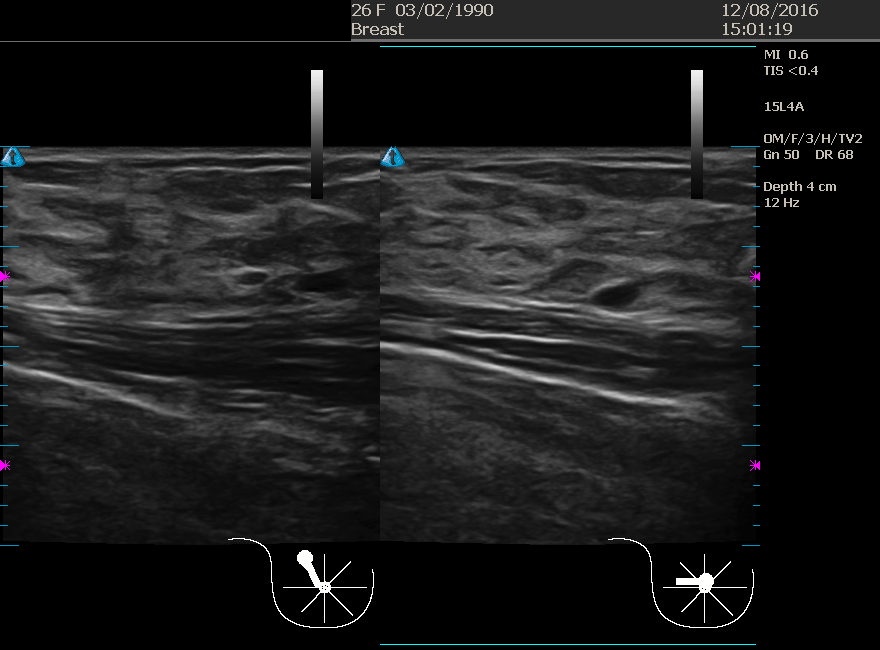 26 F 03/02/1990
Breast
12/08/2016
15:01:19
MI 0.6
TIS <0.4
15L4A
OM/F/3/H/TV2
Gn 50 DR 68
Depth 4 cm
12 Hz